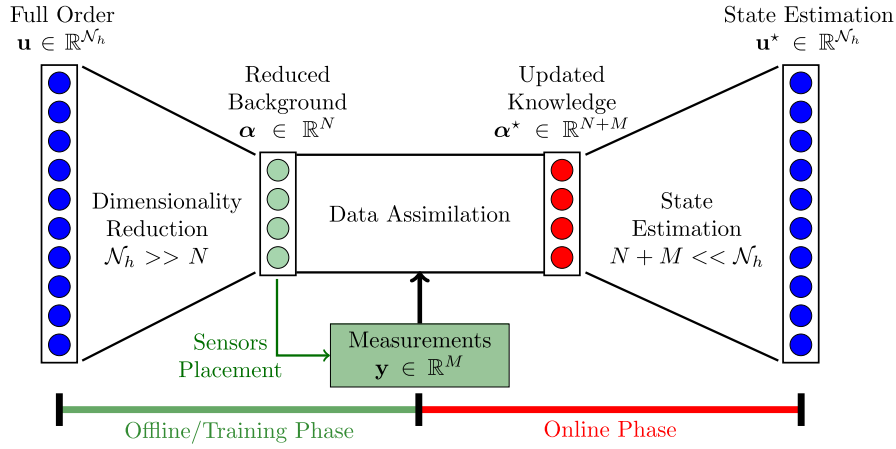 Full Order
u ∈ ℝ^{𝒩_h}
State Estimation
u* ∈ ℝ^{𝒩_h}
Reduced
Background
α ∈ ℝ^N
Updated
Knowledge
α* ∈ ℝ^{N+M}
Dimensionality
Reduction
𝒩_h >> N
Data Assimilation
State
Estimation
N + M << 𝒩_h
Sensors
Placement
Measurements
y ∈ ℝ^M
Offline/Training Phase
Online Phase